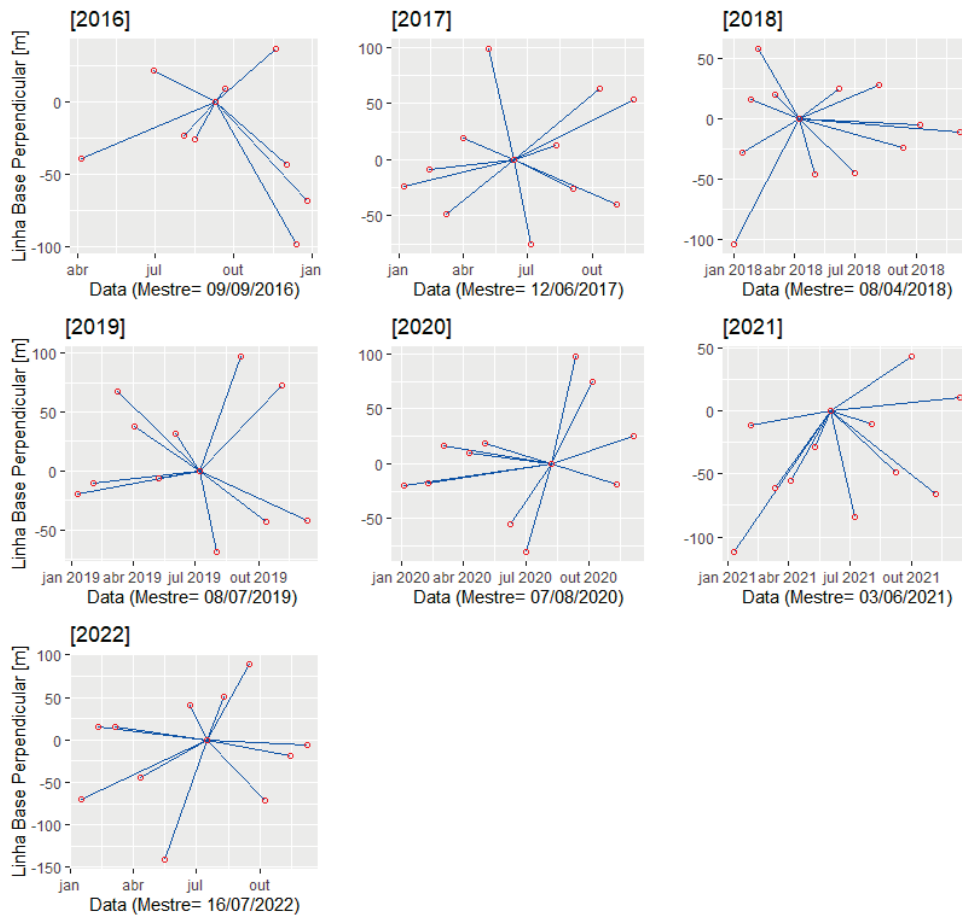 [2016]
Linha Base Perpendicular [m]
0
-50
-100
abr
jul
out
jan
Data (Mestre= 09/09/2016)
[2017]
100
50
0
-50
jan
abr
jul
out
Data (Mestre= 12/06/2017)
[2018]
50
0
-50
-100
jan 2018
abr 2018
jul 2018
out 2018
Data (Mestre= 08/04/2018)
[2019]
Linha Base Perpendicular [m]
100
50
0
-50
jan 2019
abr 2019
jul 2019
out 2019
Data (Mestre= 08/07/2019)
[2020]
100
50
0
-50
jan 2020
abr 2020
jul 2020
out 2020
Data (Mestre= 07/08/2020)
[2021]
50
0
-50
-100
jan 2021
abr 2021
jul 2021
out 2021
Data (Mestre= 03/06/2021)
[2022]
Linha Base Perpendicular [m]
100
50
0
-50
-100
-150
jan
abr
jul
out
Data (Mestre= 16/07/2022)